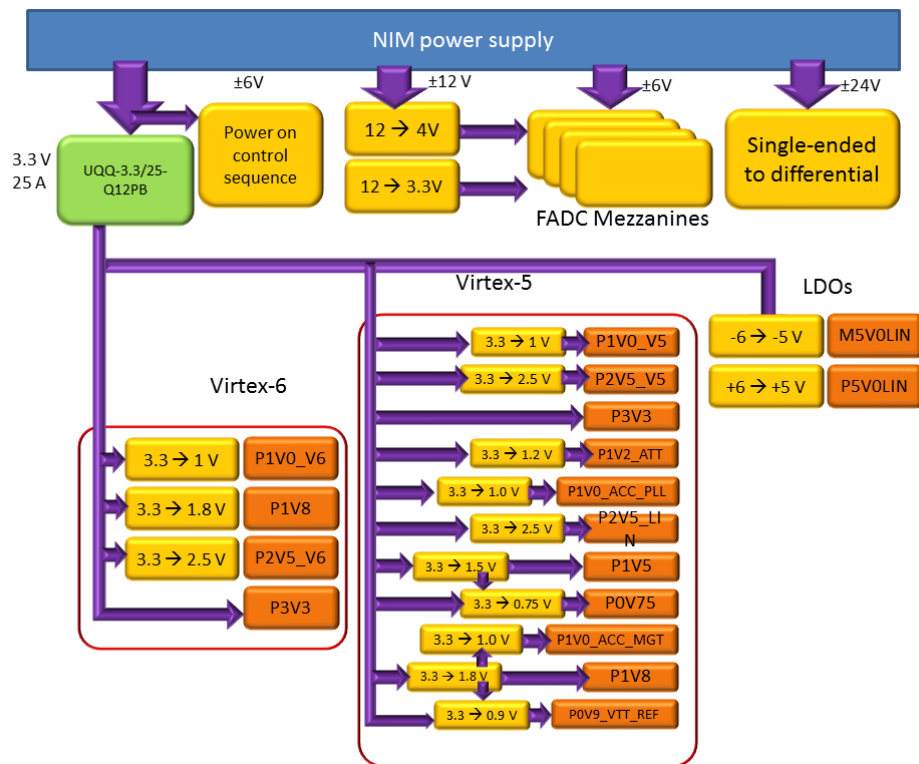 NIM power supply
±6V
±12 V
±6V
±24V
3.3 V
25 A
UQQ-3.3/25-
Q12PB
Power on
control
sequence
12 → 4V
12 → 3.3V
FADC Mezzanines
Single-ended
to differential
Virtex-5
LDOs
-6 → -5 V
M5V0LIN
+6 → +5 V
P5V0LIN
Virtex-6
3.3 → 1 V
P1V0_V6
3.3 → 1.8 V
P1V8
3.3 → 2.5 V
P2V5_V6
P3V3
3.3 → 1 V
P1V0_V5
3.3 → 2.5 V
P2V5_V5
P3V3
3.3 → 1.2 V
P1V2_ATT
3.3 → 1.0 V
P1V0_ACC_PLL
3.3 → 2.5 V
P2V5_LI
N
3.3 → 1.5 V
P1V5
3.3 → 0.75 V
P0V75
3.3 → 1.0 V
P1V0_ACC_MGT
3.3 → 1.8 V
P1V8
3.3 → 0.9 V
P0V9_VTT_REF